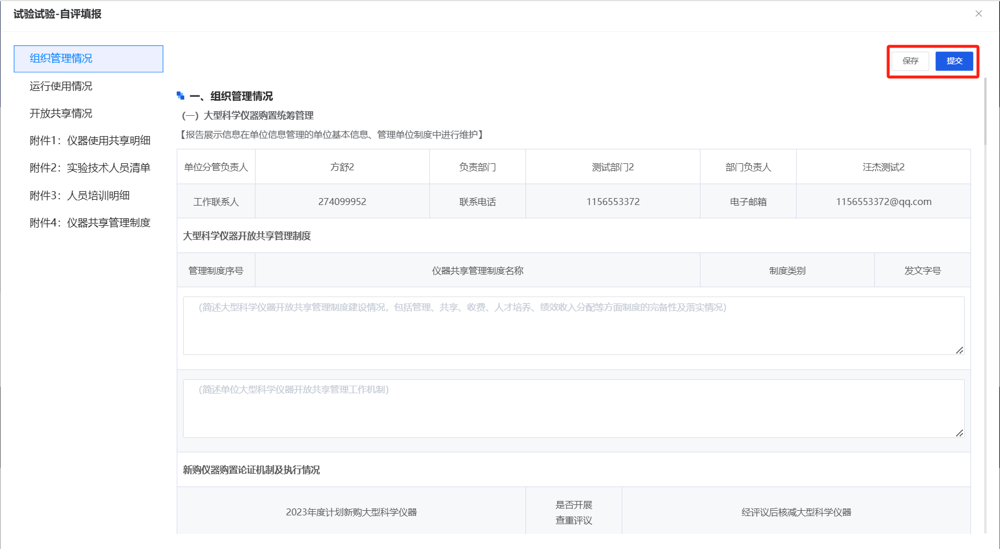 试验试验-自评填报
组织管理情况
运行使用情况
开放共享情况
附件1：仪器使用共享明细
附件2：实验技术人员清单
附件3：人员培训明细
附件4：仪器共享管理制度
保存 提交
一、组织管理情况
（一）大型科学仪器购置统筹管理
【报告展示信息在单位信息管理的单位基本信息、管理单位制度中进行维护】
单位分管负责人 方舒2 负责部门 测试部门2 部门负责人 汪杰测试2
工作联系人 274099952 联系电话 1156553372 电子邮箱 1156553372@qq.com
大型科学仪器开放共享管理制度
管理制度序号 仪器共享管理制度名称 制度类别 发文字号
（简述大型科学仪器开放共享管理制度建设情况，包括管理、共享、收费、人才培养、绩效收入分配等方面制度的完备性及落实情况）
（简述单位大型科学仪器开放共享管理工作机制）
新购仪器购置论证机制及执行情况
2023年度计划新购大型科学仪器 是否开展 经评议后核减大型科学仪器
查重评议